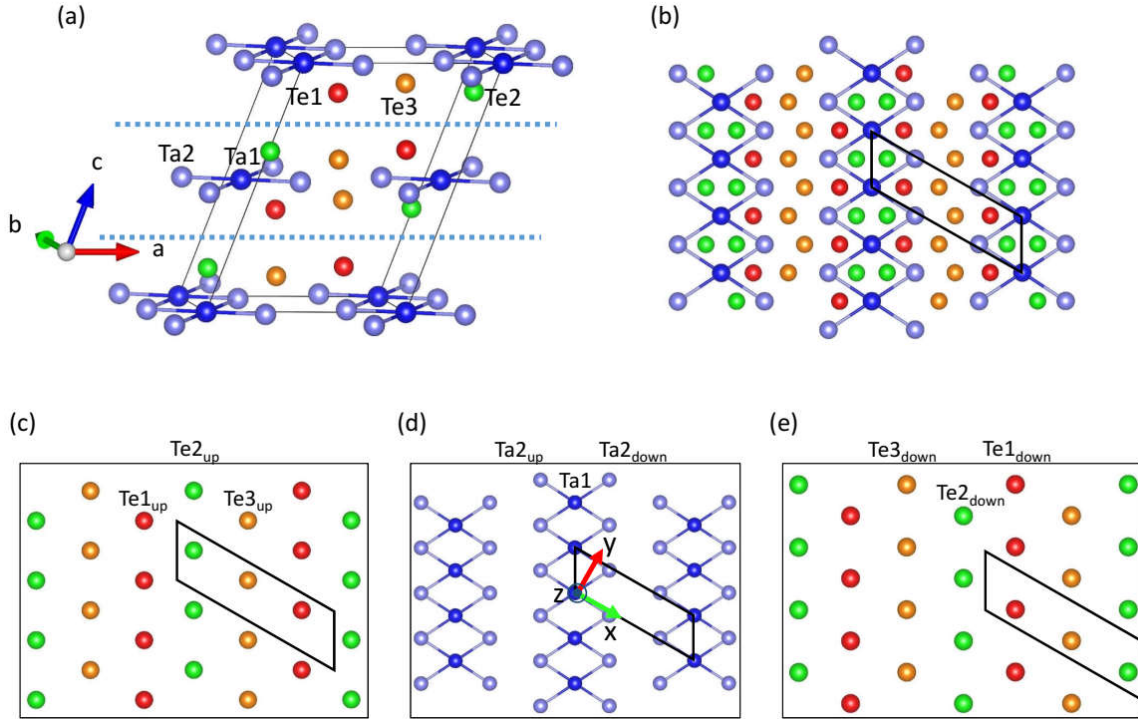 (a)
(b)
Te1
Te3
Te2
Ta2
Ta1
c
b
a
(c)
(d)
(e)
Te2up
Te1up
Te3up
Ta2up
Ta2down
Ta1
y
z
x
Te3down
Te1down
Te2down